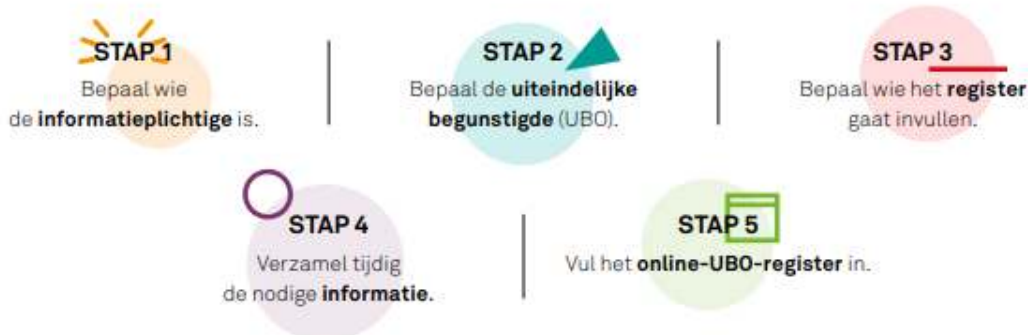 STAP 1
Bepaal wie
de informatieplichtige is.
STAP 2
Bepaal de uiteindelijke
begunstigde (UBO).
STAP 3
Bepaal wie het register
gaat invullen.
STAP 4
Verzamel tijdig
de nodige informatie.
STAP 5
Vul het online-UBO-register in.